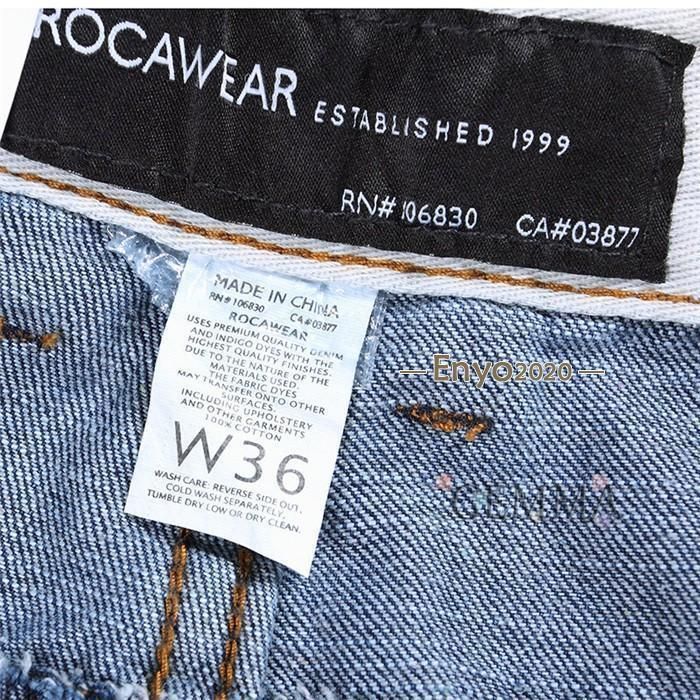 ROCAWEAR
ESTABLISHED 1999
RN# 106830 CA#03877
MADE IN CHINA
RN# 106830 CA#03877
ROCAWEAR
USES PREMIUM QUALITY DENIM
AND INDIGO DYES WITH THE
HIGHEST QUALITY FINISHES.
DUE TO THE NATURE OF THE
MATERIALS USED.
MAY THE FABRIC DYES
TRANSFER ONTO OTHER
SURFACES.
INCLUDING UPHOLSTERY
AND OTHER GARMENTS
100% COTTON
W36
WASH CARE: REVERSE SIDE OUT.
COLD WASH SEPARATELY,
TUMBLE DRY LOW OR DRY CLEAN.
— Enyo2020 —